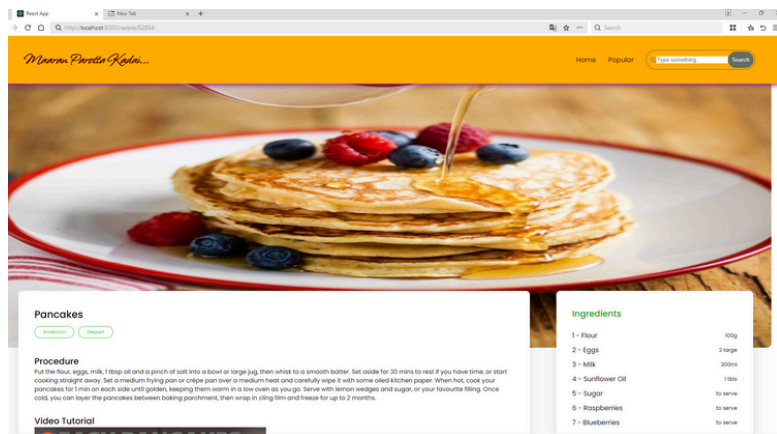 React App
New Tab
http://localhost:3000/recipie/52854
Search
Maaran Parotta Kadai...
Home
Popular
Type something...
Search
Pancakes
American
Dessert
Procedure
Put the flour, eggs, milk, 1 tbsp oil and a pinch of salt into a bowl or large jug, then whisk to a smooth batter. Set aside for 30 mins to rest if you have time, or start
cooking straight away. Set a medium frying pan or crêpe pan over a medium heat and carefully wipe it with some oiled kitchen paper. When hot, cook your
pancakes for 1 min on each side until golden, keeping them warm in a low oven as you go. Serve with lemon wedges and sugar, or your favourite filling. Once
cold, you can layer the pancakes between baking parchment, then wrap in cling film and freeze for up to 2 months.
Video Tutorial
Ingredients
1 - Flour 100g
2 - Eggs 2 large
3 - Milk 300ml
4 - Sunflower Oil 1 tbls
5 - Sugar to serve
6 - Raspberries to serve
7 - Blueberries to serve